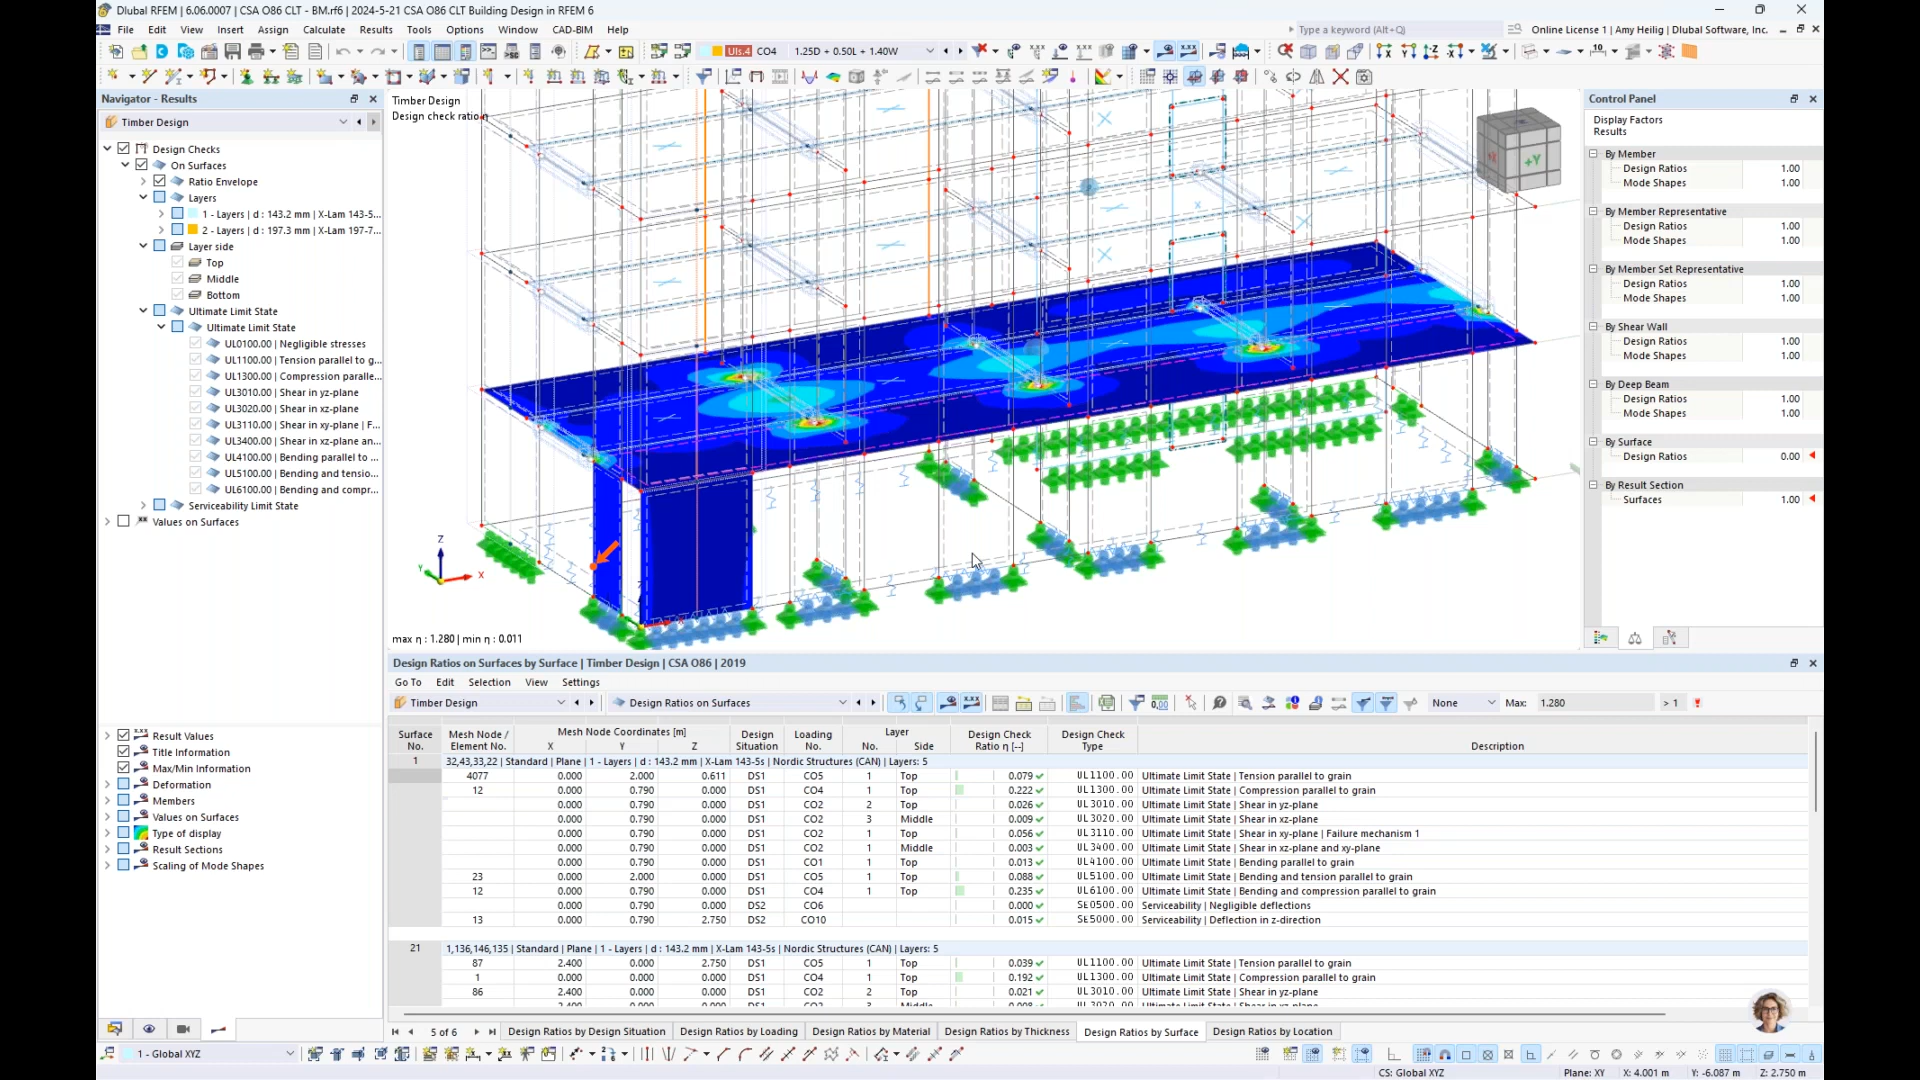 Dlubal RFEM | 6.06.0007 | CSA O86 CLT - BM.rf6 | 2024-5-21 CSA O86 CLT Building Design in RFEM 6
File Edit View Insert Assign Calculate Results Tools Options Window CAD-BIM Help
Type a keyword (Alt+Q)
Online License 1 | Amy Heilig | Dlubal Software, Inc.
Uls.4 CO4 1.25D + 0.50L + 1.40W
Navigator - Results
Timber Design
Design Checks
On Surfaces
Ratio Envelope
Layers
1 - Layers | d : 143.2 mm | X-Lam 143-5...
2 - Layers | d : 197.3 mm | X-Lam 197-7...
Layer side
Top
Middle
Bottom
Ultimate Limit State
Ultimate Limit State
UL0100.00 | Negligible stresses
UL1100.00 | Tension parallel to g...
UL1300.00 | Compression paralle...
UL3010.00 | Shear in yz-plane
UL3020.00 | Shear in xz-plane
UL3110.00 | Shear in xy-plane | F...
UL3400.00 | Shear in xz-plane an...
UL4100.00 | Bending parallel to ...
UL5100.00 | Bending and tensio...
UL6100.00 | Bending and compr...
Serviceability Limit State
Values on Surfaces
Result Values
Title Information
Max/Min Information
Deformation
Members
Values on Surfaces
Type of display
Result Sections
Scaling of Mode Shapes
Timber Design
Design check ratio
+Y
Z
Y
X
max η : 1.280 | min η : 0.011
Control Panel
Display Factors
Results
By Member
Design Ratios 1.00
Mode Shapes 1.00
By Member Representative
Design Ratios 1.00
Mode Shapes 1.00
By Member Set Representative
Design Ratios 1.00
Mode Shapes 1.00
By Shear Wall
Design Ratios 1.00
Mode Shapes 1.00
By Deep Beam
Design Ratios 1.00
Mode Shapes 1.00
By Surface
Design Ratios 0.00
By Result Section
Surfaces 1.00
Design Ratios on Surfaces by Surface | Timber Design | CSA O86 | 2019
Go To Edit Selection View Settings
Timber Design
Design Ratios on Surfaces
None
Max: 1.280 > 1
Surface Mesh Node / Mesh Node Coordinates [m] Design Loading Layer Design Check Design Check
No. Element No. X Y Z Situation No. No. Side Ratio η [--] Type Description
1 32,43,33,22 | Standard | Plane | 1 - Layers | d : 143.2 mm | X-Lam 143-5s | Nordic Structures (CAN) | Layers: 5
4077 0.000 2.000 0.611 DS1 CO5 1 Top 0.079 UL1100.00 Ultimate Limit State | Tension parallel to grain
12 0.000 0.790 0.000 DS1 CO4 1 Top 0.222 UL1300.00 Ultimate Limit State | Compression parallel to grain
0.000 0.790 0.000 DS1 CO2 2 Top 0.026 UL3010.00 Ultimate Limit State | Shear in yz-plane
0.000 0.790 0.000 DS1 CO2 3 Middle 0.009 UL3020.00 Ultimate Limit State | Shear in xz-plane
0.000 0.790 0.000 DS1 CO2 1 Top 0.056 UL3110.00 Ultimate Limit State | Shear in xy-plane | Failure mechanism 1
0.000 0.790 0.000 DS1 CO2 1 Middle 0.003 UL3400.00 Ultimate Limit State | Shear in xz-plane and xy-plane
0.000 0.790 0.000 DS1 CO1 1 Top 0.013 UL4100.00 Ultimate Limit State | Bending parallel to grain
23 0.000 2.000 0.000 DS1 CO5 1 Top 0.088 UL5100.00 Ultimate Limit State | Bending and tension parallel to grain
12 0.000 0.790 0.000 DS1 CO4 1 Top 0.235 UL6100.00 Ultimate Limit State | Bending and compression parallel to grain
0.000 0.790 0.000 DS2 CO6 0.000 SE0500.00 Serviceability | Negligible deflections
13 0.000 0.790 2.750 DS2 CO10 0.015 SE5000.00 Serviceability | Deflection in z-direction
21 1,136,146,135 | Standard | Plane | 1 - Layers | d : 143.2 mm | X-Lam 143-5s | Nordic Structures (CAN) | Layers: 5
87 2.400 0.000 2.750 DS1 CO5 1 Top 0.039 UL1100.00 Ultimate Limit State | Tension parallel to grain
1 0.000 0.000 0.000 DS1 CO4 1 Top 0.192 UL1300.00 Ultimate Limit State | Compression parallel to grain
86 2.400 0.000 0.000 DS1 CO2 2 Top 0.021 UL3010.00 Ultimate Limit State | Shear in yz-plane
2.400 0.000 0.000 DS1 CO2 3 Middle 0.008 UL3020.00 Ultimate Limit State | Shear in xz-plane
5 of 6 Design Ratios by Design Situation Design Ratios by Loading Design Ratios by Material Design Ratios by Thickness Design Ratios by Surface Design Ratios by Location
1 - Global XYZ
CS: Global XYZ Plane: XY X: 4.001 m Y: -6.087 m Z: 2.750 m